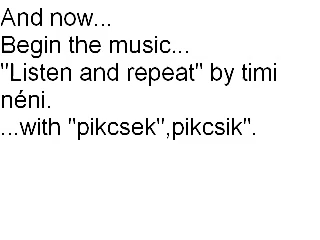 And now...
Begin the music...
"Listen and repeat" by timi
néni.
...with "pikcsek",pikcsik".